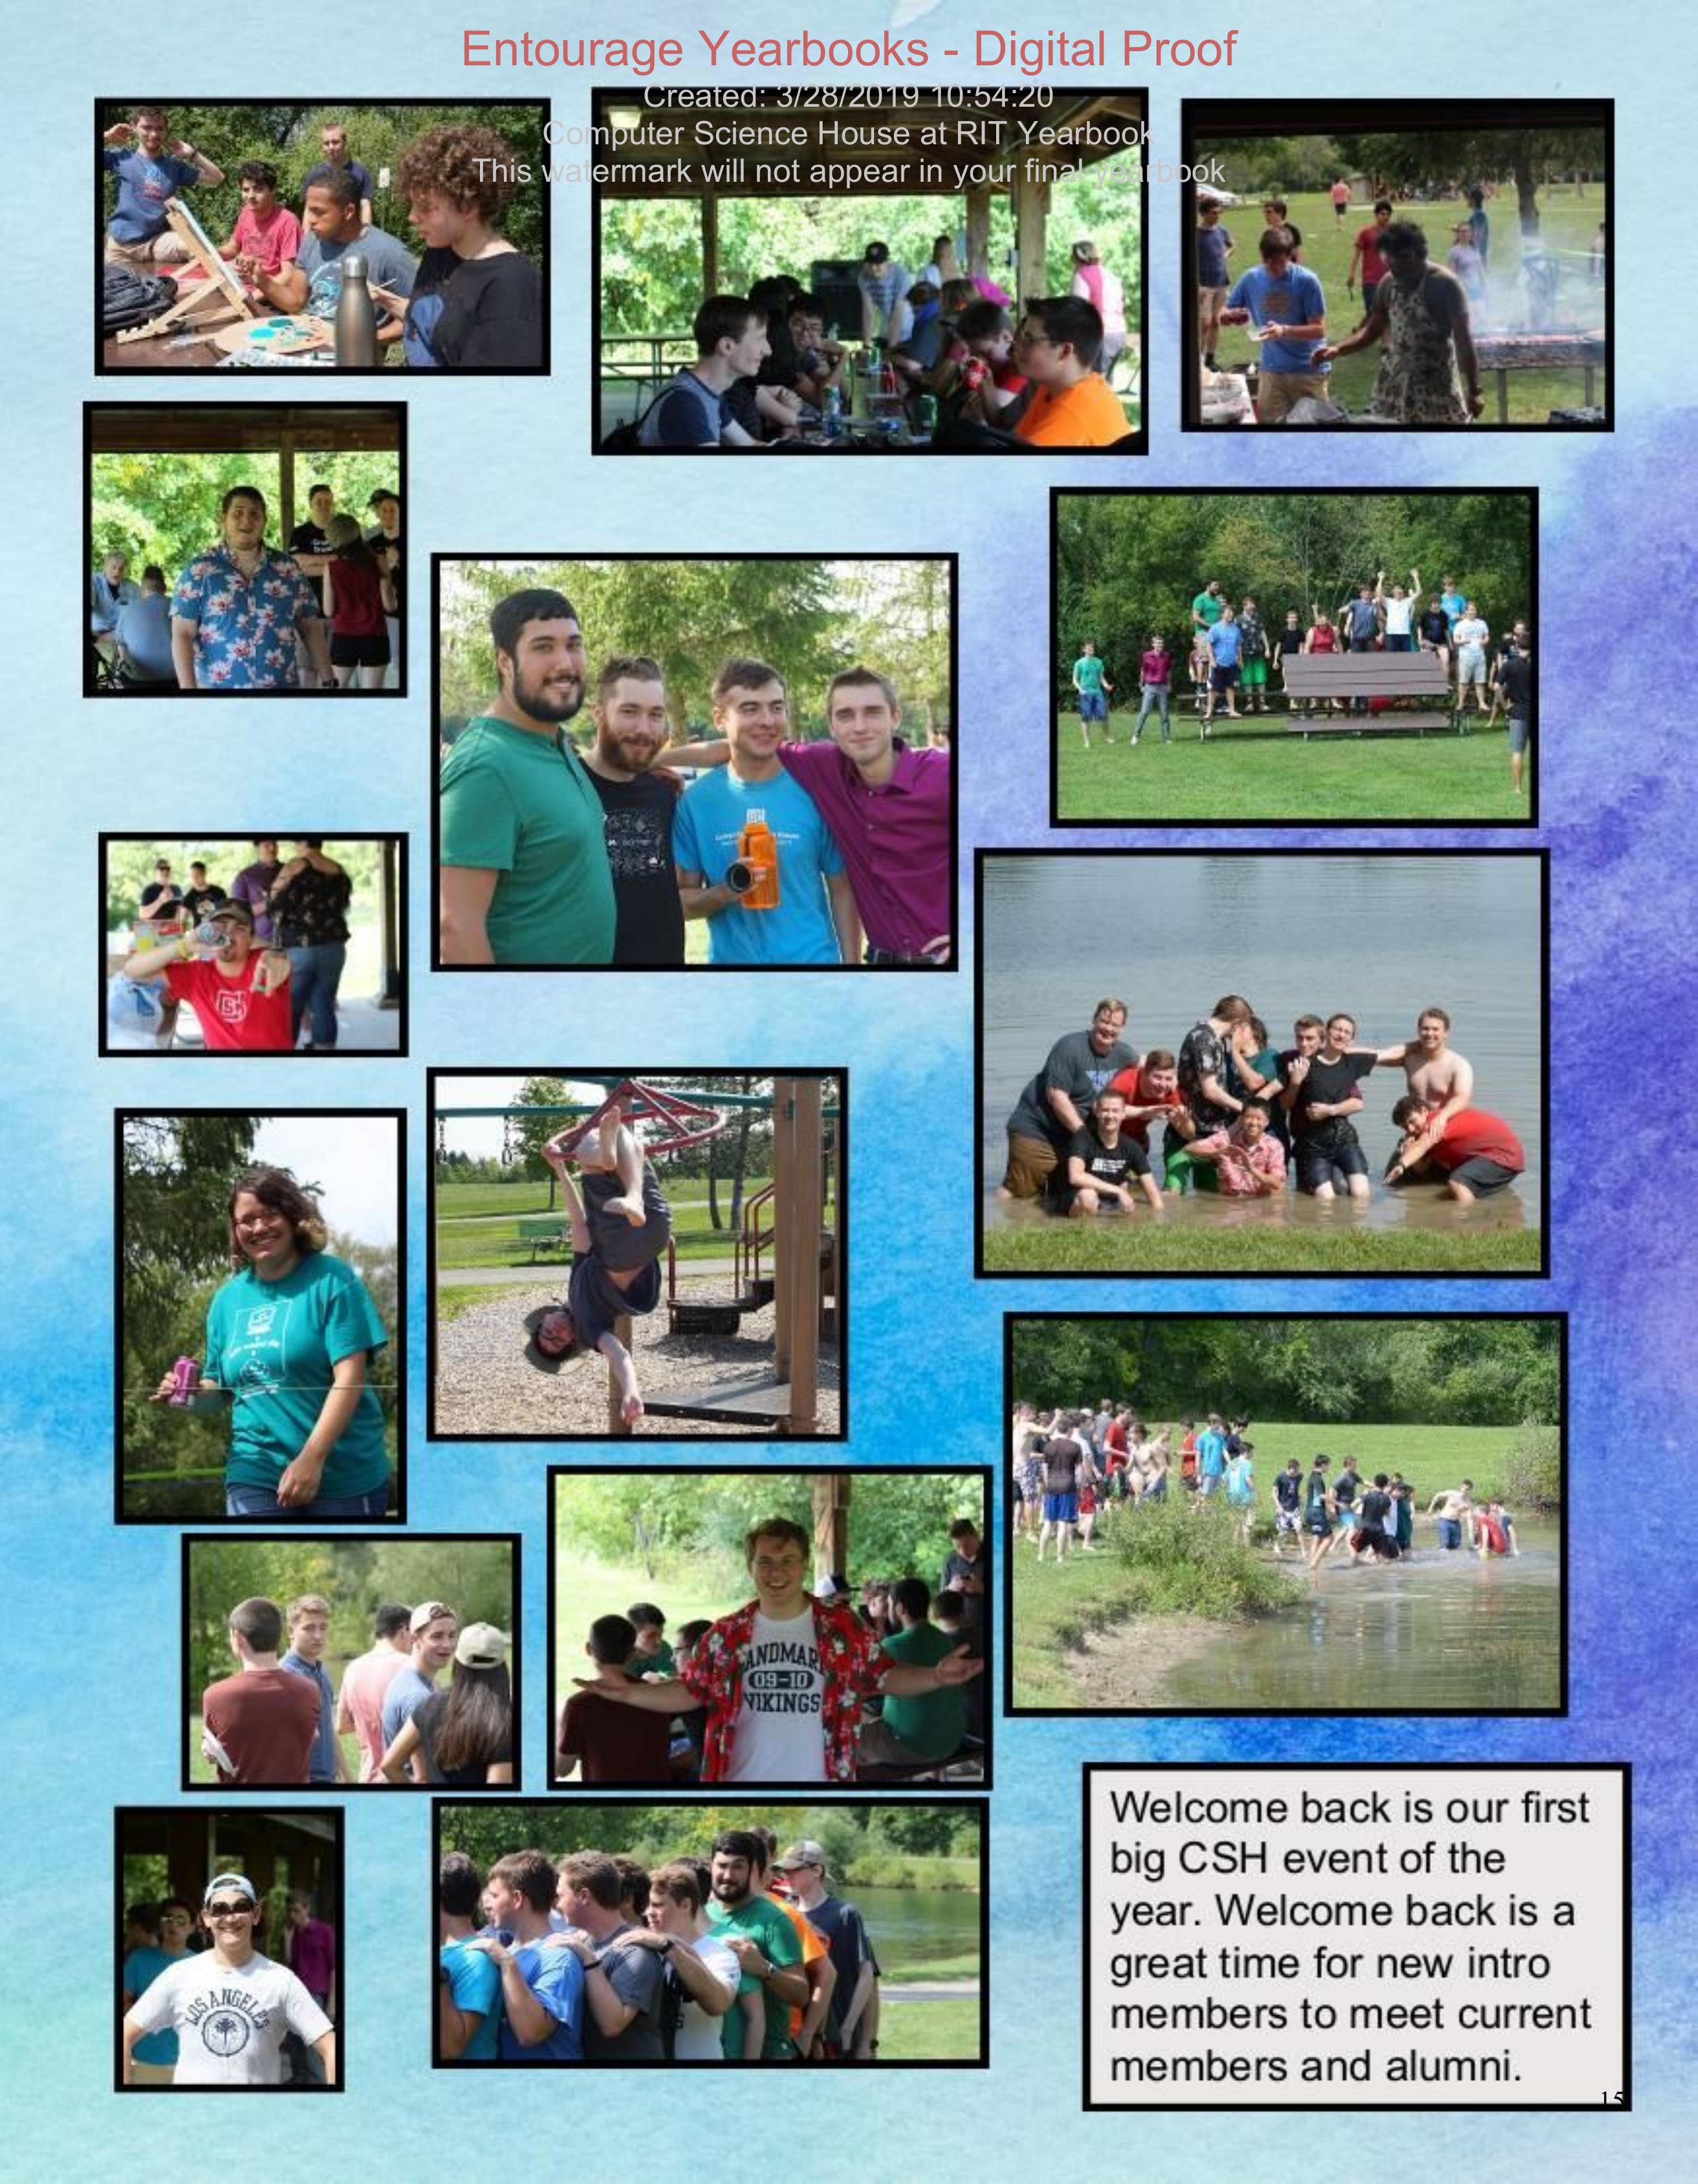 Entourage Yearbooks - Digital Proof
Created: 3/28/2019 10:54:20
Computer Science House at RIT Yearbook
This watermark will not appear in your final yearbook
CSH
LANDMARK
09-10
VIKINGS
LOS ANGELES
Welcome back is our first
big CSH event of the
year. Welcome back is a
great time for new intro
members to meet current
members and alumni.
15